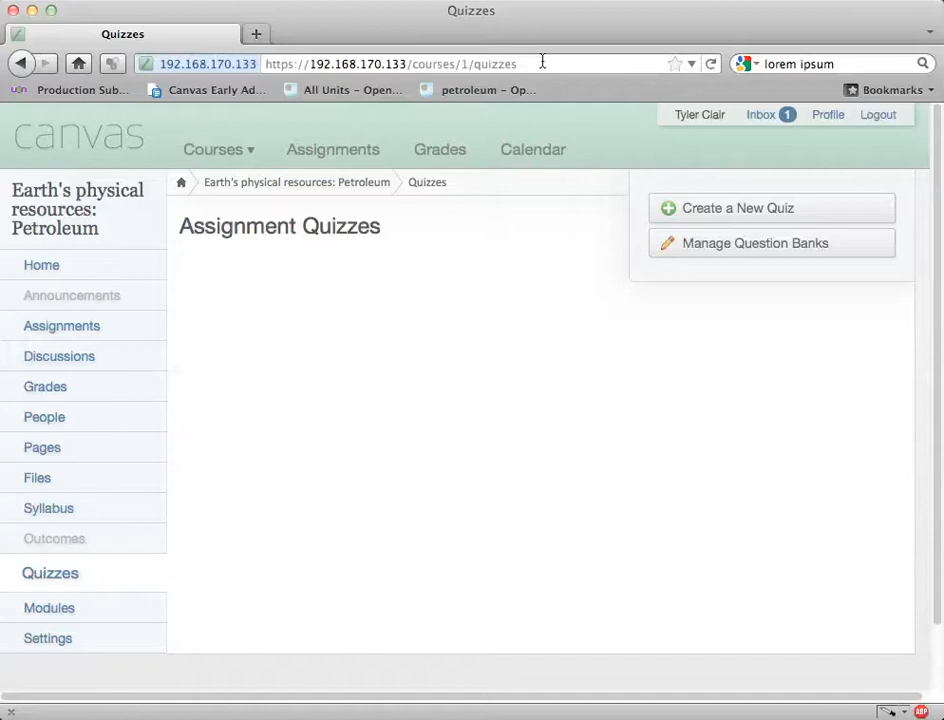 Quizzes
Quizzes
192.168.170.133 https://192.168.170.133/courses/1/quizzes
lorem ipsum
Production Sub...
Canvas Early Ad...
All Units - Open...
petroleum - Op...
Bookmarks
Tyler Clair
Inbox 1
Profile
Logout
canvas
Courses
Assignments
Grades
Calendar
Earth's physical resources: Petroleum
Quizzes
Earth's physical
resources:
Petroleum
Assignment Quizzes
Create a New Quiz
Manage Question Banks
Home
Announcements
Assignments
Discussions
Grades
People
Pages
Files
Syllabus
Outcomes
Quizzes
Modules
Settings
ABP